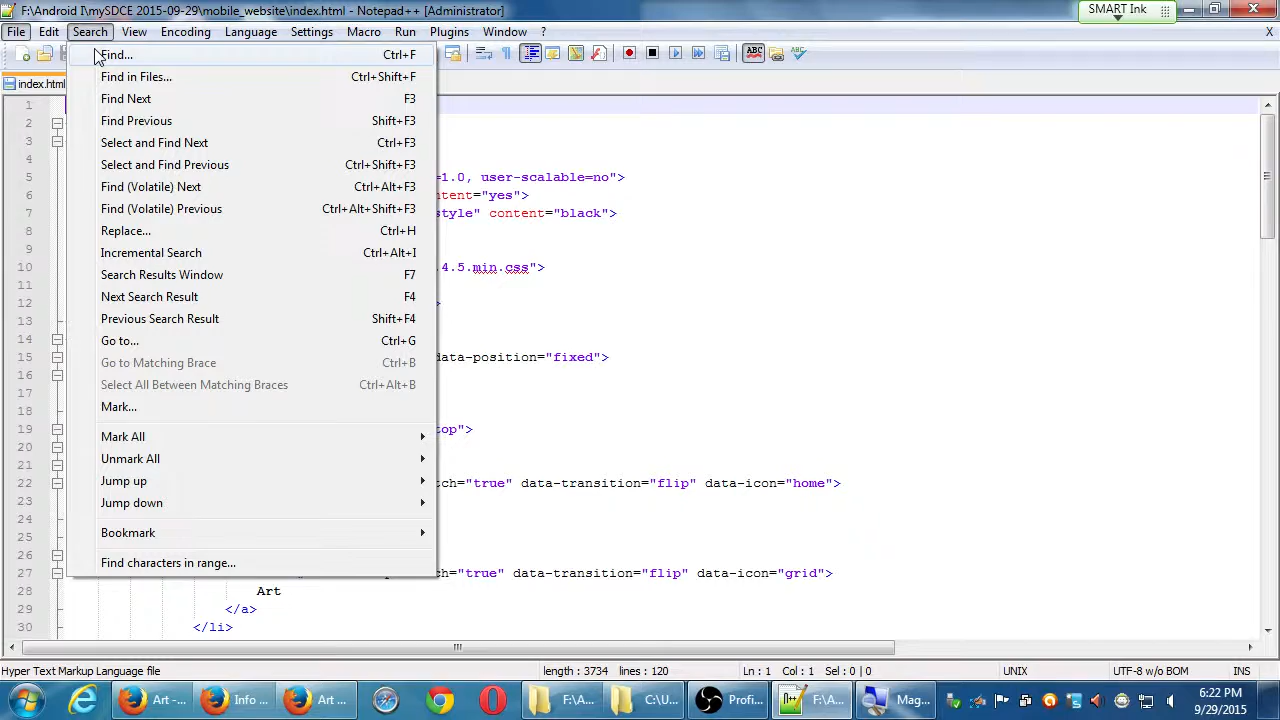 F:\Android I\mySDCE 2015-09-29\mobile_website\index.html - Notepad++ [Administrator]
SMART Ink
File Edit Search View Encoding Language Settings Macro Run Plugins Window ? X
index.html
Find... Ctrl+F
Find in Files... Ctrl+Shift+F
Find Next F3
Find Previous Shift+F3
Select and Find Next Ctrl+F3
Select and Find Previous Ctrl+Shift+F3
Find (Volatile) Next Ctrl+Alt+F3
Find (Volatile) Previous Ctrl+Alt+Shift+F3
Replace... Ctrl+H
Incremental Search Ctrl+Alt+I
Search Results Window F7
Next Search Result F4
Previous Search Result Shift+F4
Go to... Ctrl+G
Go to Matching Brace Ctrl+B
Select All Between Matching Braces Ctrl+Alt+B
Mark...
Mark All
Unmark All
Jump up
Jump down
Bookmark
Find characters in range...
1
2
3
4
5 =1.0, user-scalable=no">
6 ntent="yes">
7 style" content="black">
8
9
10 .4.5.min.css">
11
12 >
13
14
15 data-position="fixed">
16
17
18
19 top">
20
21
22 tch="true" data-transition="flip" data-icon="home">
23
24
25
26
27 ch="true" data-transition="flip" data-icon="grid">
28 Art
29 </a>
30 </li>
Hyper Text Markup Language file length : 3734 lines : 120 Ln : 1 Col : 1 Sel : 0 | 0 UNIX UTF-8 w/o BOM INS
Art -... Info ... Art ... F:\A... C:\U... Profi... F:\A... Mag...
6:22 PM
9/29/2015